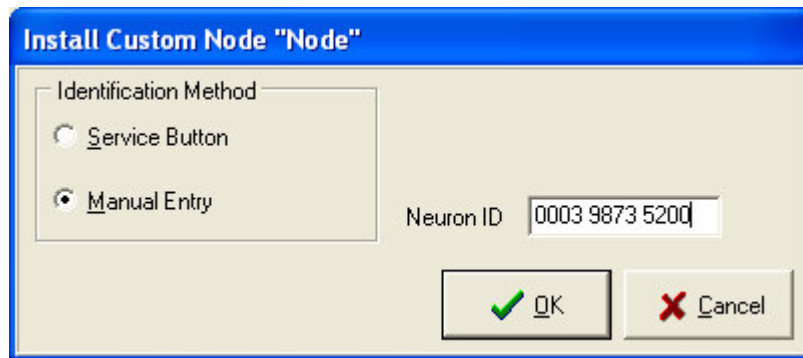 Install Custom Node "Node"
Identification Method
Service Button
Manual Entry
Neuron ID 0003 9873 5200
OK Cancel